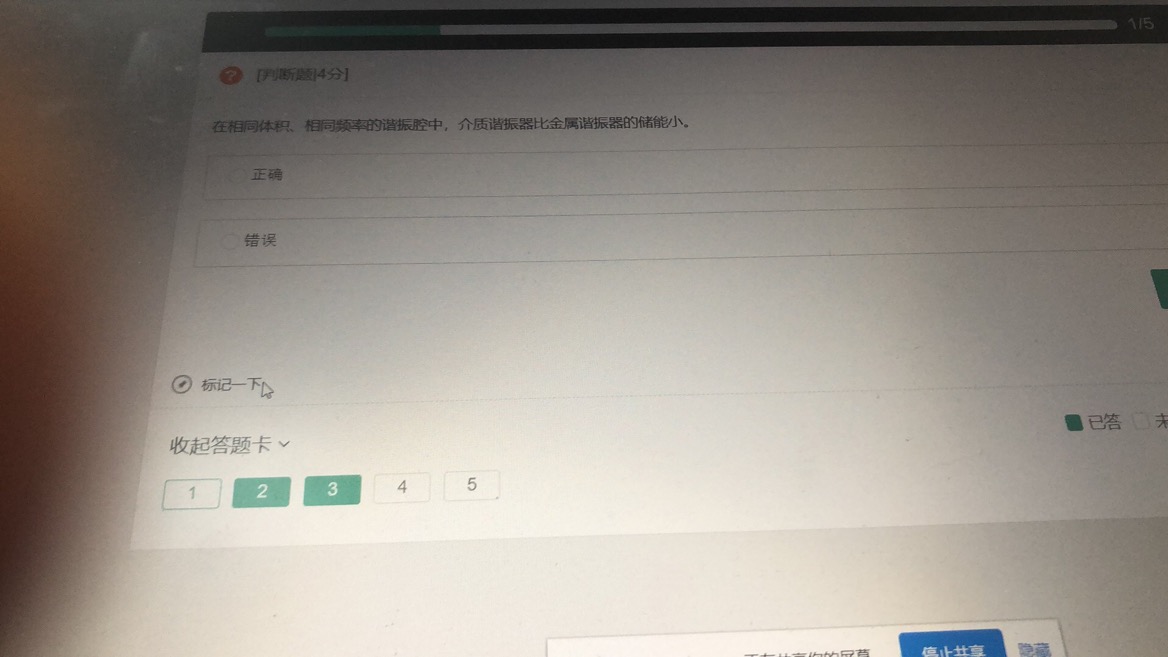 1/5
? [判断题|4分]
在相同体积、相同频率的谐振腔中，介质谐振器比金属谐振器的储能小。
正确
错误
标记一下
收起答题卡
已答 未
1 2 3 4 5
正在共享你的屏幕 停止共享 隐藏